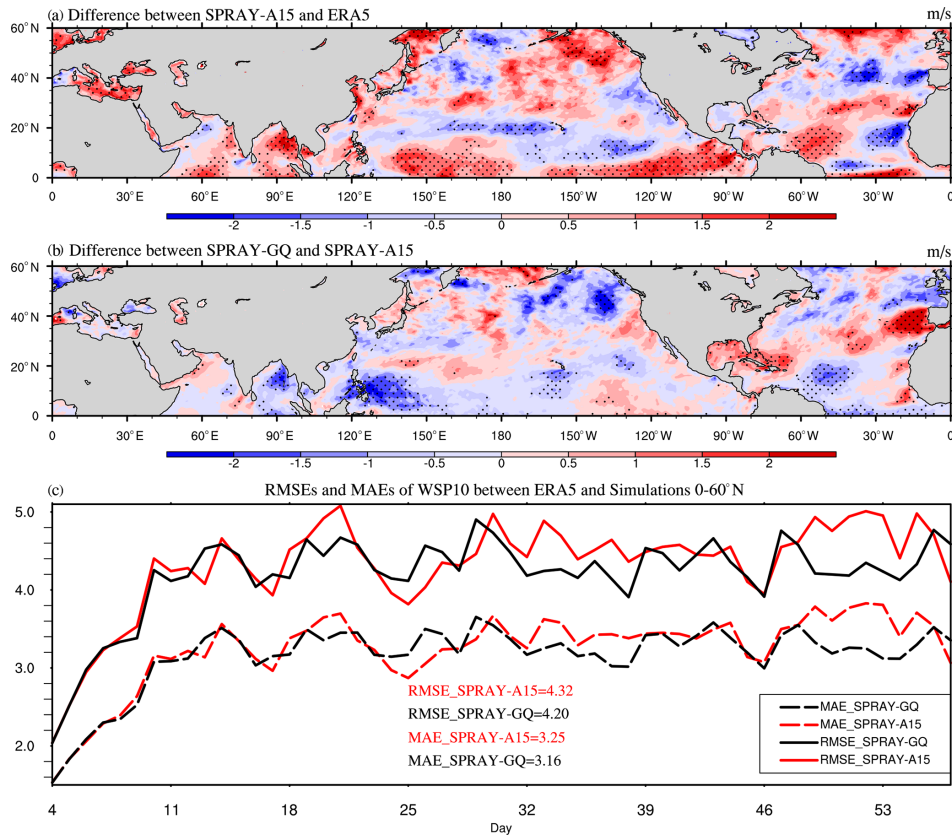 (a) Difference between SPRAY-A15 and ERA5 m/s
60°N
40°N
20°N
0
0 30°E 60°E 90°E 120°E 150°E 180 150°W 120°W 90°W 60°W 30°W 0
-2 -1.5 -1 -0.5 0 0.5 1 1.5 2
(b) Difference between SPRAY-GQ and SPRAY-A15 m/s
60°N
40°N
20°N
0
0 30°E 60°E 90°E 120°E 150°E 180 150°W 120°W 90°W 60°W 30°W 0
-2 -1.5 -1 -0.5 0 0.5 1 1.5 2
(c) RMSEs and MAEs of WSP10 between ERA5 and Simulations 0-60°N
5.0
4.0
3.0
2.0
RMSE_SPRAY-A15=4.32
RMSE_SPRAY-GQ=4.20
MAE_SPRAY-A15=3.25
MAE_SPRAY-GQ=3.16
MAE_SPRAY-GQ
MAE_SPRAY-A15
RMSE_SPRAY-GQ
RMSE_SPRAY-A15
4 11 18 25 32 39 46 53
Day